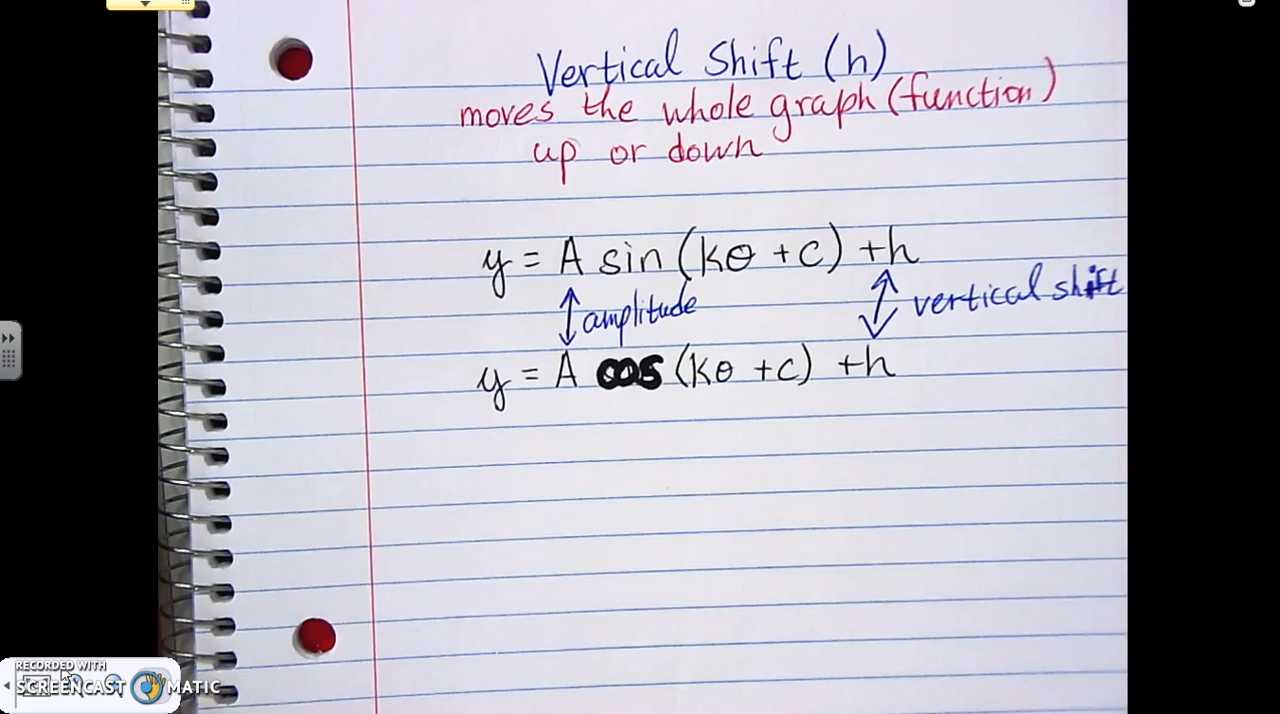 Vertical Shift (h)
moves the whole graph (function)
up or down
y = A sin (kθ + c) + h
amplitude
vertical shift
y = A cos (kθ + c) + h
RECORDED WITH
SCREENCAST MATIC